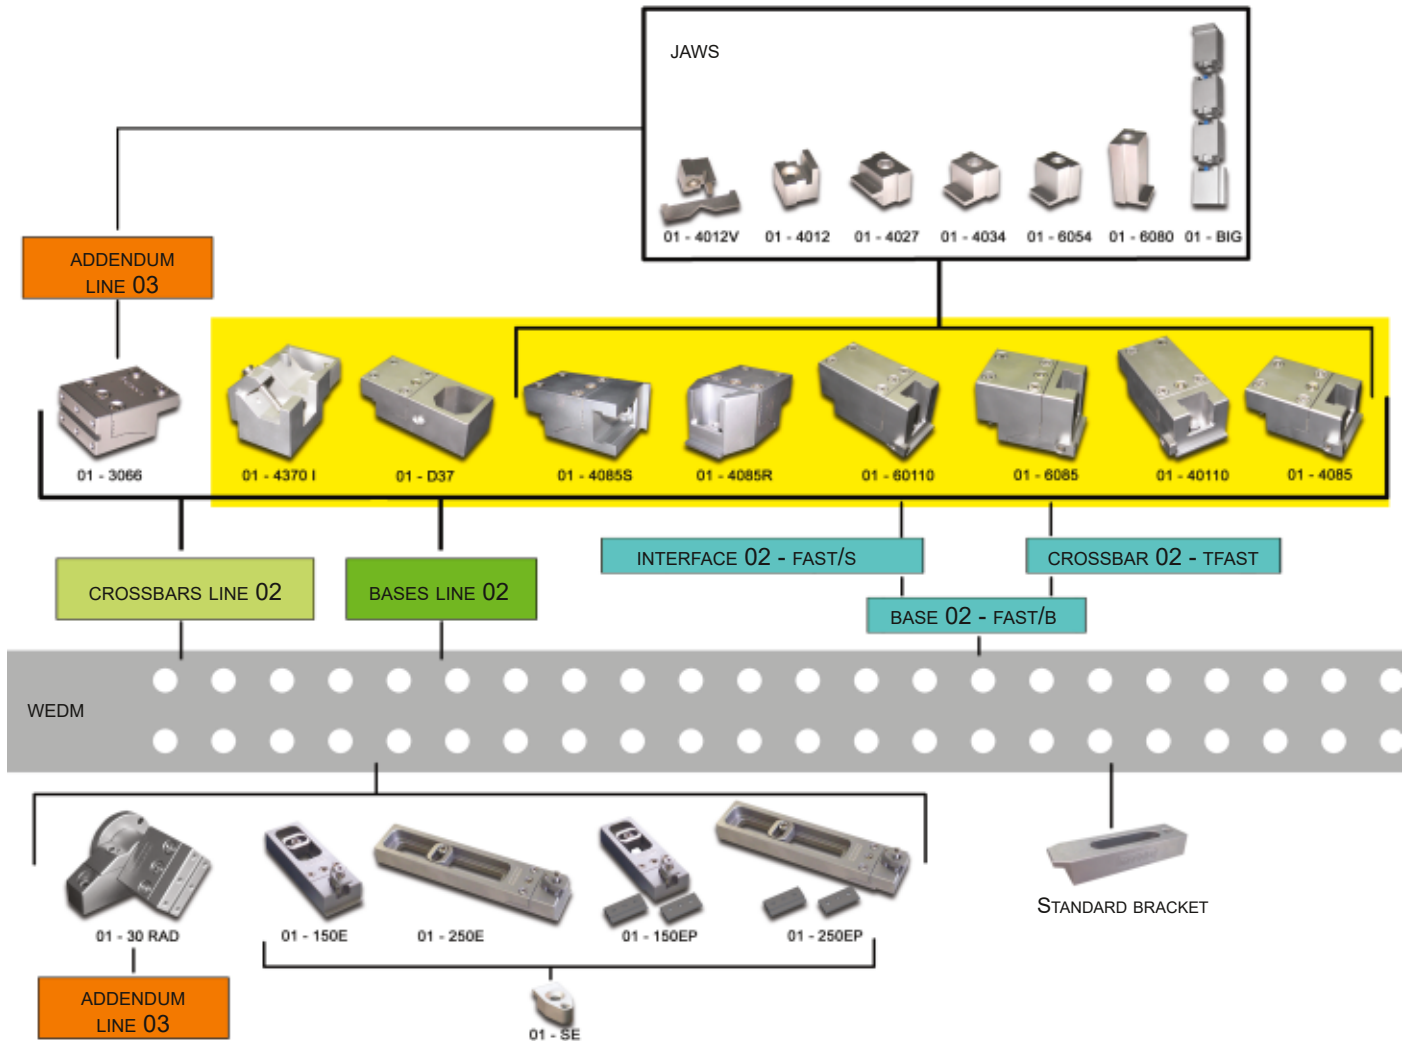 JAWS
01 - 4012V
01 - 4012
01 - 4027
01 - 4034
01 - 6054
01 - 6080
01 - BIG
ADDENDUM
LINE 03
01 - 3066
01 - 4370 I
01 - D37
01 - 4085S
01 - 4085R
01 - 60110
01 - 6085
01 - 40110
01 - 4085
INTERFACE 02 - FAST/S
CROSSBAR 02 - TFAST
CROSSBARS LINE 02
BASES LINE 02
BASE 02 - FAST/B
WEDM
STANDARD BRACKET
01 - 30 RAD
01 - 150E
01 - 250E
01 - 150EP
01 - 250EP
ADDENDUM
LINE 03
01 - SE